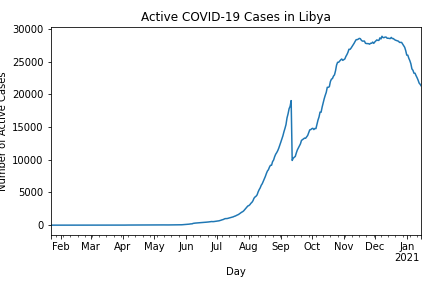 Active COVID-19 Cases in Libya
Number of Active Cases
30000
25000
20000
15000
10000
5000
0
Feb Mar Apr May Jun Jul Aug Sep Oct Nov Dec Jan
2021
Day